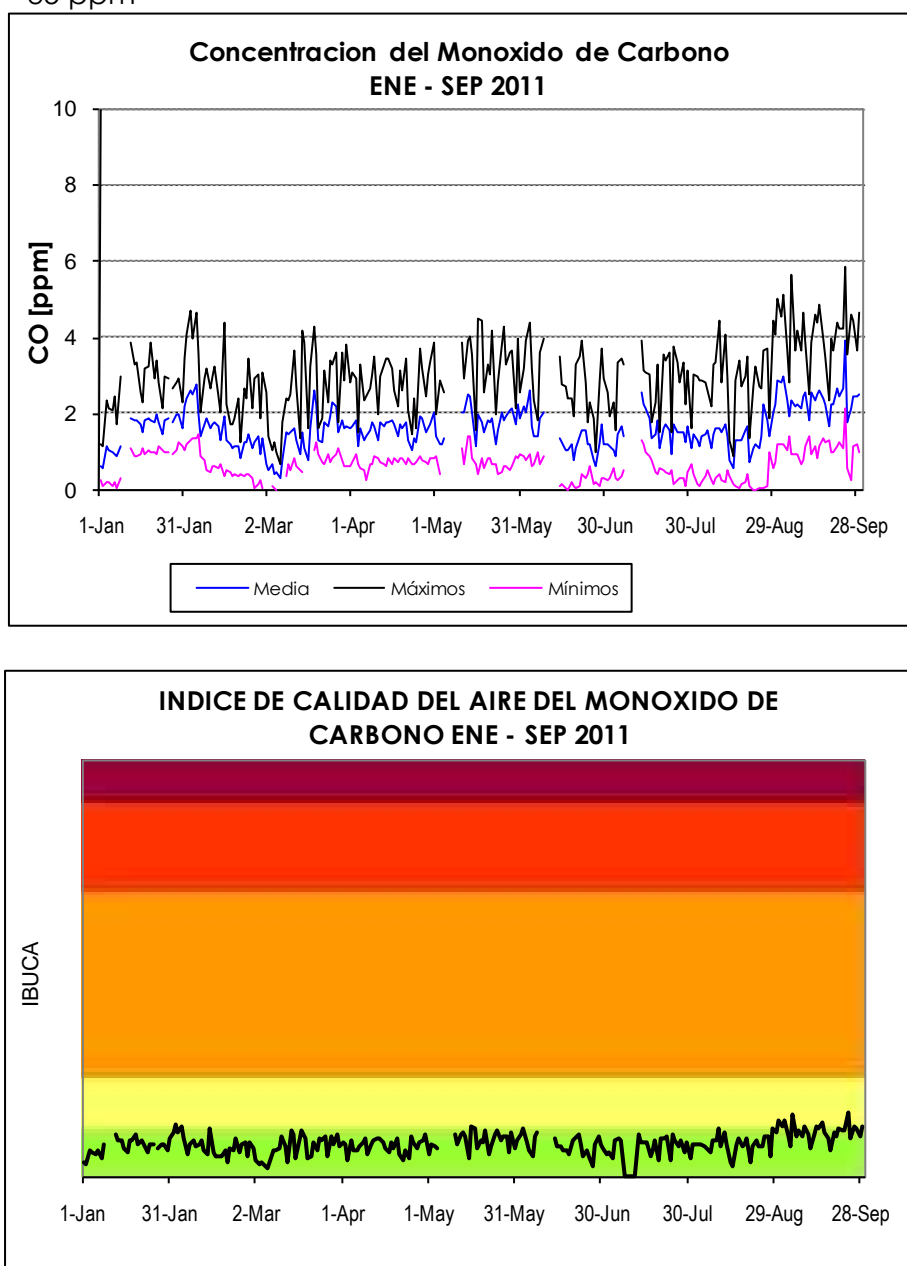 Concentracion del Monoxido de Carbono
ENE - SEP 2011
10
8
6
4
2
0
CO [ppm]
1-Jan 31-Jan 2-Mar 1-Apr 1-May 31-May 30-Jun 30-Jul 29-Aug 28-Sep
Media Máximos Mínimos
INDICE DE CALIDAD DEL AIRE DEL MONOXIDO DE
CARBONO ENE - SEP 2011
IBUCA
1-Jan 31-Jan 2-Mar 1-Apr 1-May 31-May 30-Jun 30-Jul 29-Aug 28-Sep